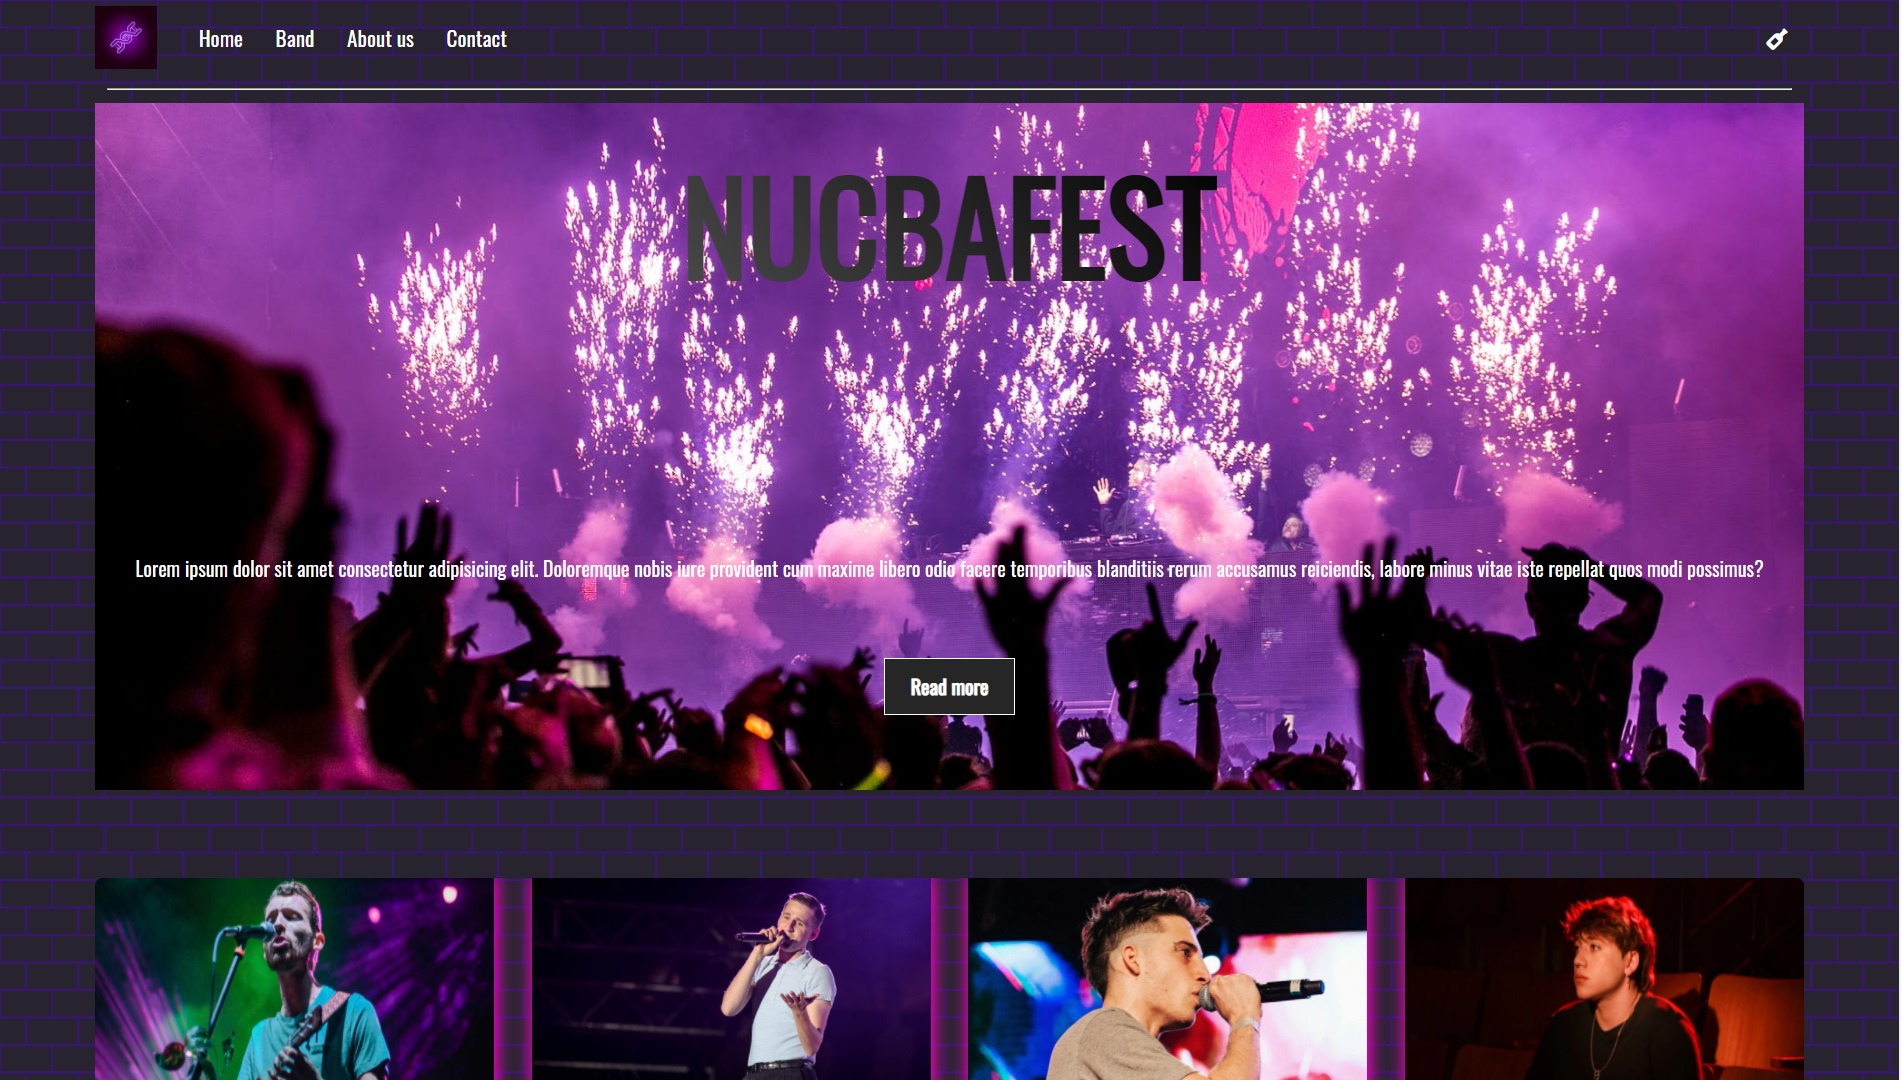 Home Band About us Contact
NUCBAFEST
Lorem ipsum dolor sit amet consectetur adipisicing elit. Doloremque nobis iure provident cum maxime libero odio facere temporibus blanditiis rerum accusamus reiciendis, labore minus vitae iste repellat quos modi possimus?
Read more